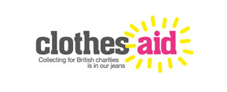 clothes aid
Collecting for British charities
is in our jeans